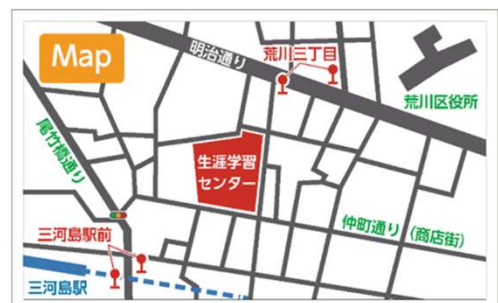 Map
明治通り
荒川三丁目
荒川区役所
尾竹橋通り
生涯学習
センター
仲町通り(商店街)
三河島駅前
三河島駅